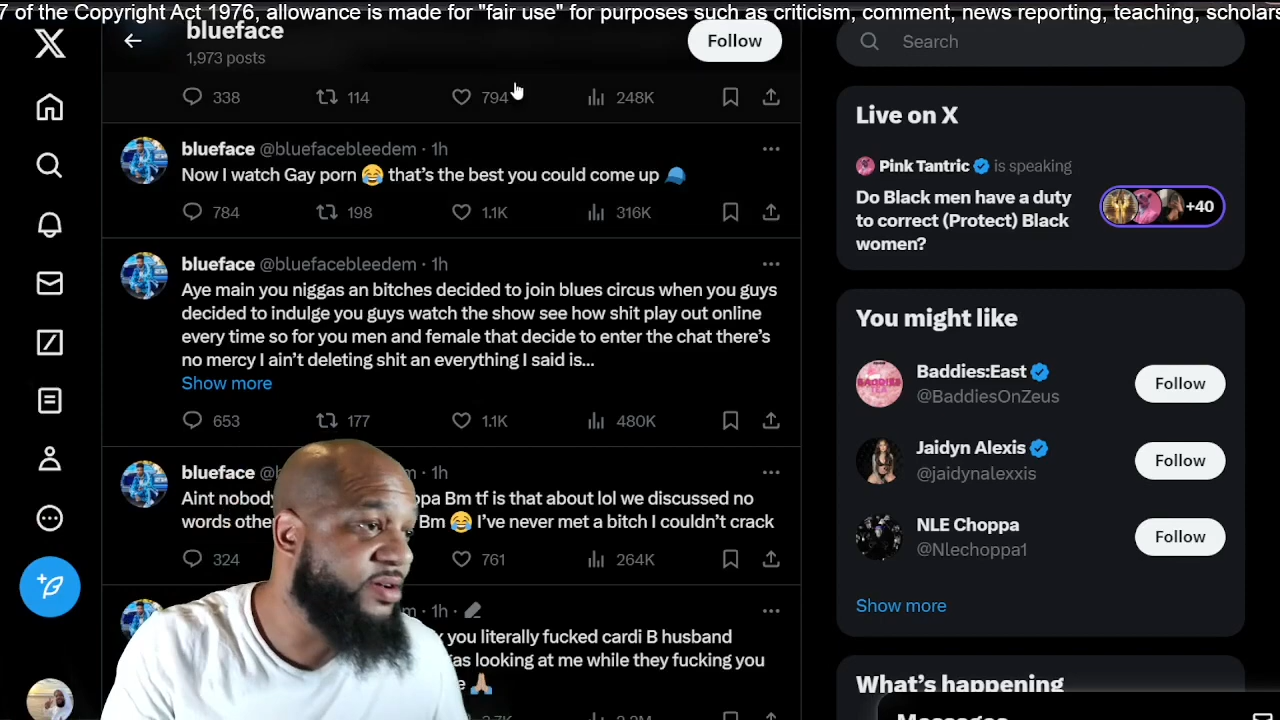 7 of the Copyright Act 1976, allowance is made for "fair use" for purposes such as criticism, comment, news reporting, teaching, scholars
blueface
1,973 posts
Follow
Search
338 114 794 248K
blueface @bluefacebleedem · 1h
Now I watch Gay porn 😂 that's the best you could come up 🧢
784 198 1.1K 316K
blueface @bluefacebleedem · 1h
Aye main you niggas an bitches decided to join blues circus when you guys
decided to indulge you guys watch the show see how shit play out online
every time so for you men and female that decide to enter the chat there's
no mercy I ain't deleting shit an everything I said is...
Show more
653 177 1.1K 480K
blueface @b 1h
Aint nobody opa Bm tf is that about lol we discussed no
words othe Bm 😂 I've never met a bitch I couldn't crack
324 761 264K
m · 1h ·
you literally fucked cardi B husband
as looking at me while they fucking you
e 🙏🏼
Live on X
Pink Tantric is speaking
Do Black men have a duty
to correct (Protect) Black
women?
+40
You might like
Baddies:East
@BaddiesOnZeus
Follow
Jaidyn Alexis
@jaidynalexxis
Follow
NLE Choppa
@Nlechoppa1
Follow
Show more
What's happening
Messages